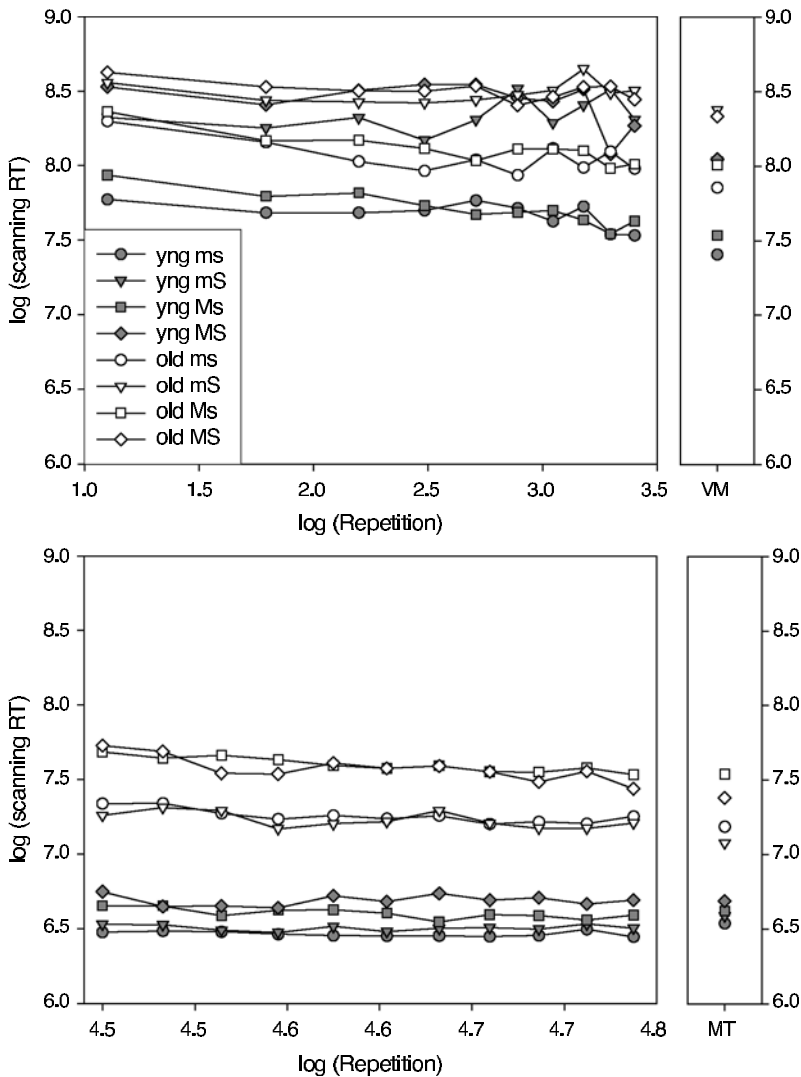 9.0
8.5
8.0
7.5
7.0
6.5
6.0
log (scanning RT)
yng ms
yng mS
yng Ms
yng MS
old ms
old mS
old Ms
old MS
1.0 1.5 2.0 2.5 3.0 3.5
log (Repetition)
9.0
8.5
8.0
7.5
7.0
6.5
6.0
VM
9.0
8.5
8.0
7.5
7.0
6.5
6.0
log (scanning RT)
4.5 4.5 4.6 4.6 4.7 4.7 4.8
log (Repetition)
9.0
8.5
8.0
7.5
7.0
6.5
6.0
MT